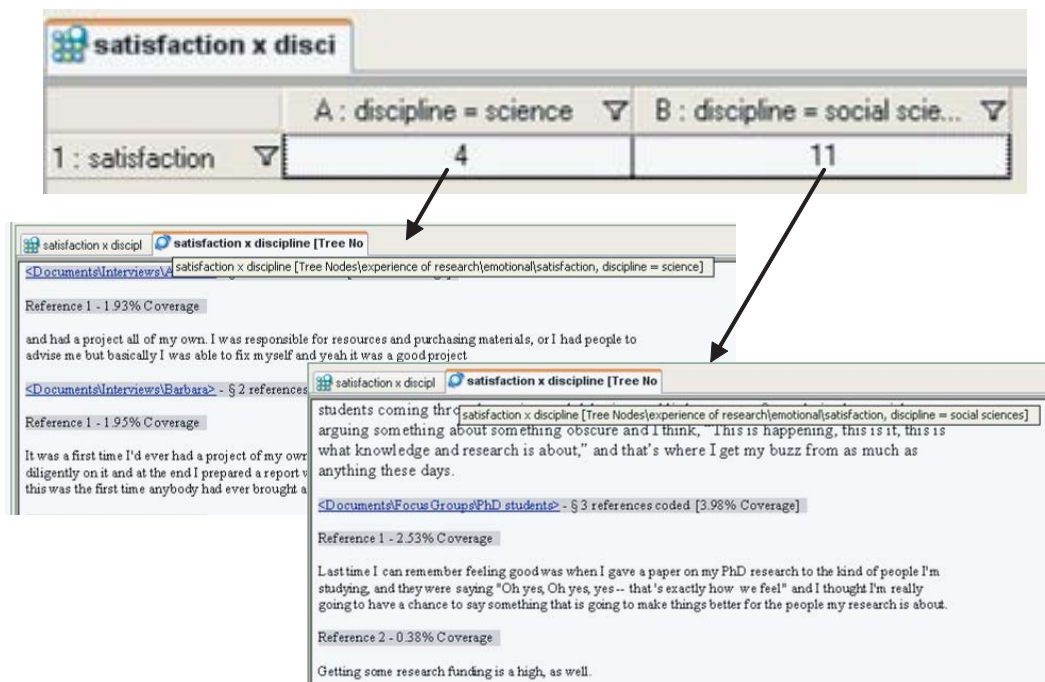 satisfaction x disci
A : discipline = science
B : discipline = social scie...
1 : satisfaction
4
11
satisfaction x discipl
satisfaction x discipline [Tree No
<Documents\Interviews\A
satisfaction x discipline [Tree Nodes\experience of research\emotional\satisfaction, discipline = science]
Reference 1 - 1.93% Coverage
and had a project all of my own. I was responsible for resources and purchasing materials, or I had people to
advise me but basically I was able to fix myself and yeah it was a good project
<Documents\Interviews\Barbara> - § 2 references
Reference 1 - 1.95% Coverage
It was a first time I'd ever had a project of my own
diligently on it and at the end I prepared a report
this was the first time anybody had ever brought a
satisfaction x discipl
satisfaction x discipline [Tree No
students coming
satisfaction x discipline [Tree Nodes\experience of research\emotional\satisfaction, discipline = social sciences]
arguing something about something obscure and I think, "This is happening, this is it, this is
what knowledge and research is about," and that's where I get my buzz from as much as
anything these days.
<Documents\Focus Groups\PhD students> - § 3 references coded [3.98% Coverage]
Reference 1 - 2.53% Coverage
Last time I can remember feeling good was when I gave a paper on my PhD research to the kind of people I'm
studying, and they were saying "Oh yes, Oh yes, yes -- that's exactly how we feel" and I thought I'm really
going to have a chance to say something that is going to make things better for the people my research is about.
Reference 2 - 0.38% Coverage
Getting some research funding is a high, as well.